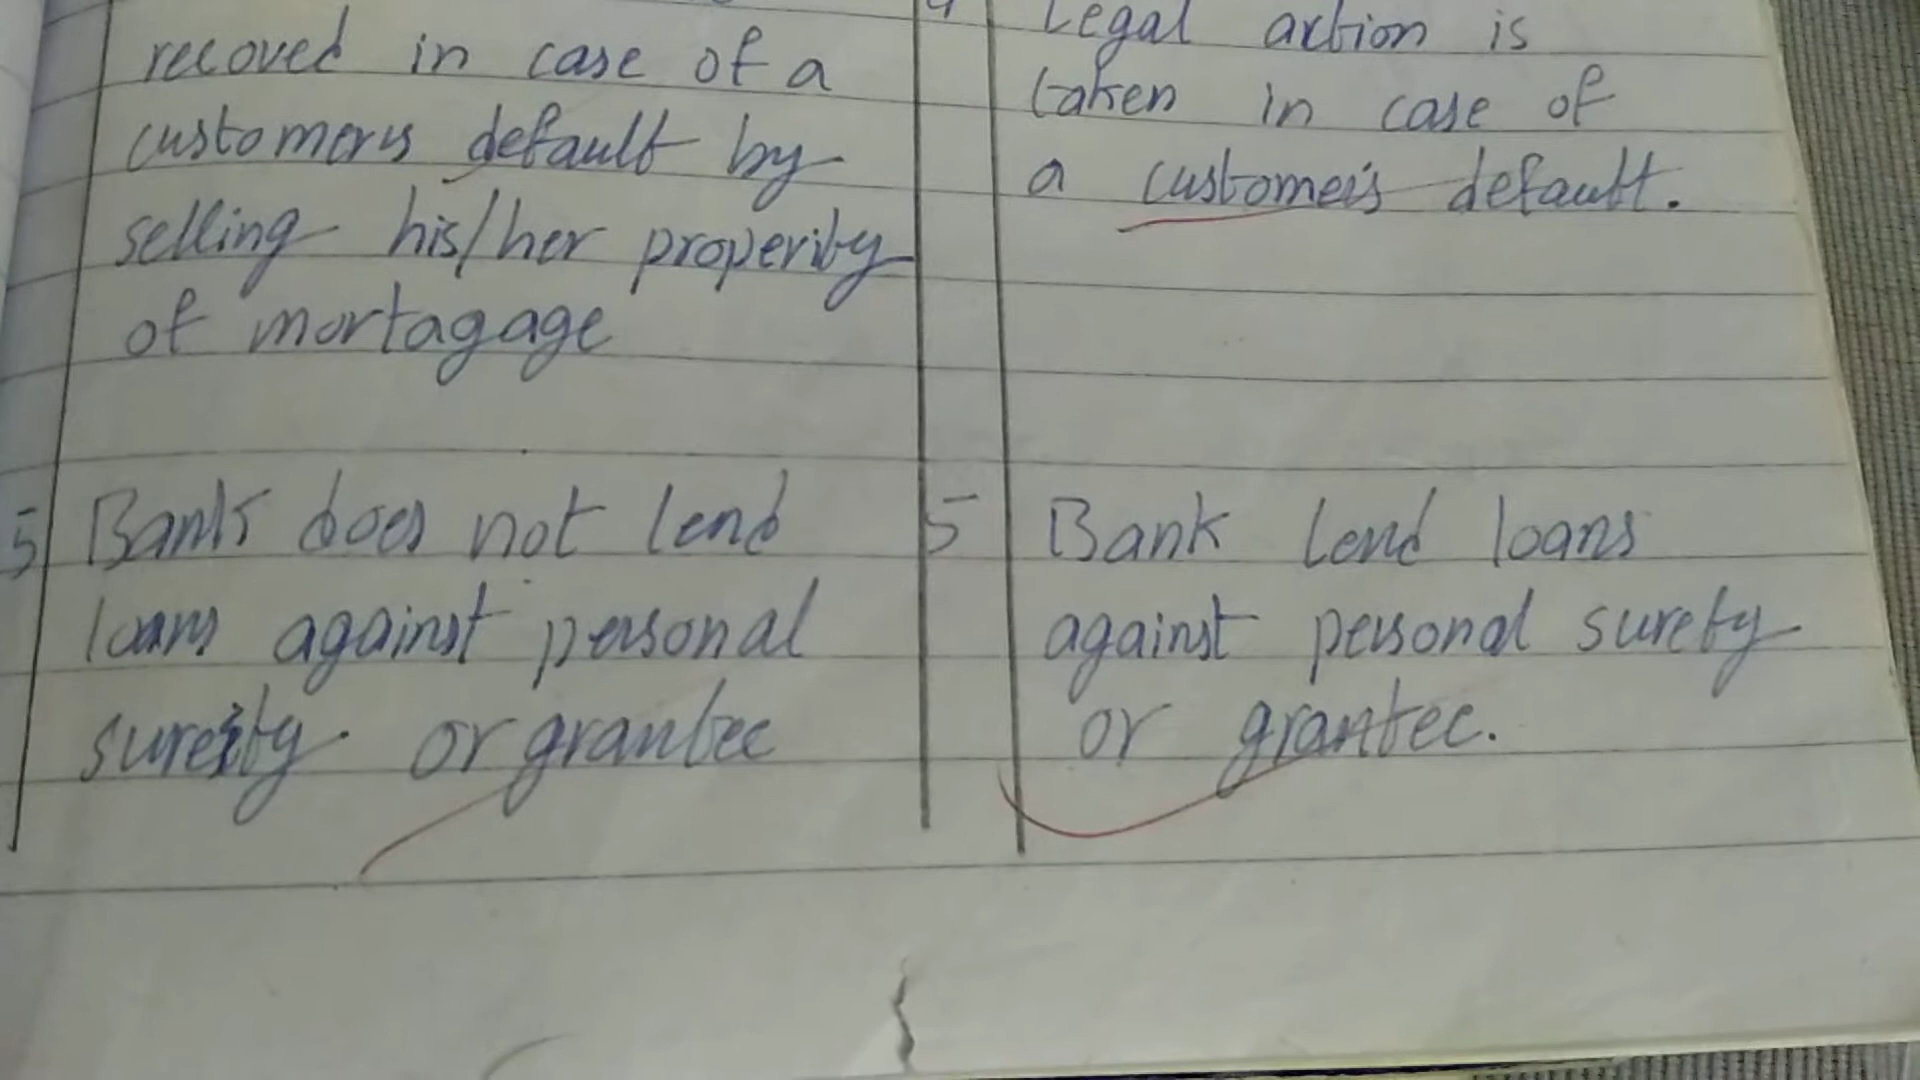 recoved in case of a
customers default by
selling his/her properity
of mortagage
4 Legal action is
taken in case of
a customer's default.
5 Bank does not lend
loans against personal
surety or grantee
5 Bank lend loans
against personal surety
or grantee.